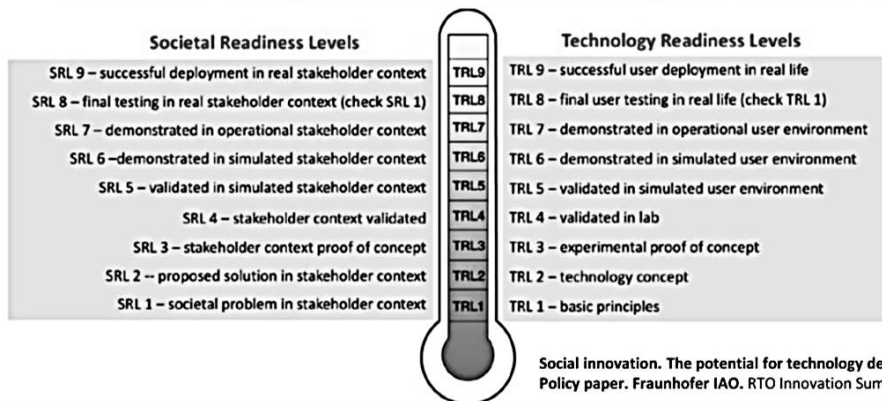 Societal Readiness Levels
SRL 9 – successful deployment in real stakeholder context
SRL 8 – final testing in real stakeholder context (check SRL 1)
SRL 7 – demonstrated in operational stakeholder context
SRL 6 –demonstrated in simulated stakeholder context
SRL 5 – validated in simulated stakeholder context
SRL 4 – stakeholder context validated
SRL 3 – stakeholder context proof of concept
SRL 2 -- proposed solution in stakeholder context
SRL 1 – societal problem in stakeholder context
TRL9
TRL8
TRL7
TRL6
TRL5
TRL4
TRL3
TRL2
TRL1
Technology Readiness Levels
TRL 9 – successful user deployment in real life
TRL 8 – final user testing in real life (check TRL 1)
TRL 7 – demonstrated in operational user environment
TRL 6 – demonstrated in simulated user environment
TRL 5 – validated in simulated user environment
TRL 4 – validated in lab
TRL 3 – experimental proof of concept
TRL 2 – technology concept
TRL 1 – basic principles
Social innovation. The potential for technology de
Policy paper. Fraunhofer IAO. RTO Innovation Sum